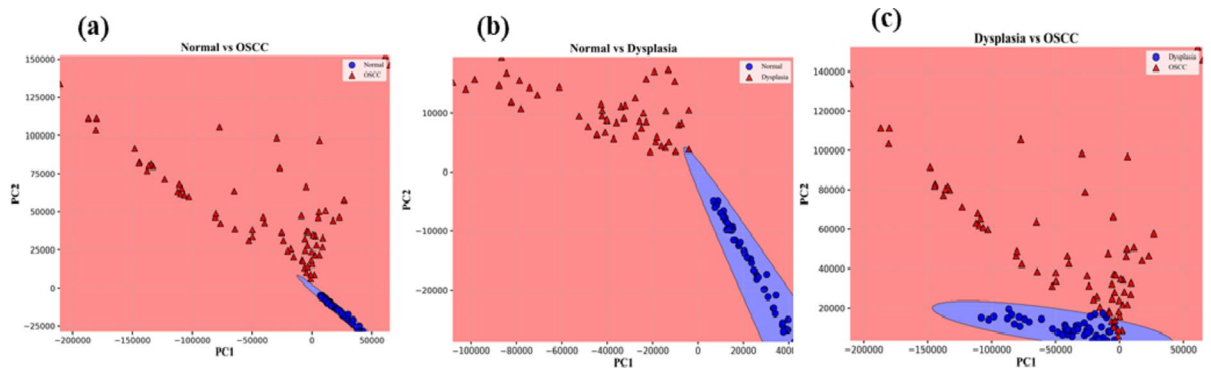 (a)
Normal vs OSCC
Normal
OSCC
150000
125000
100000
75000
50000
25000
0
−25000
PC2
−200000 −150000 −100000 −50000 0 50000
PC1
(b)
Normal vs Dysplasia
Normal
Dysplasia
10000
0
−10000
−20000
PC2
−100000 −80000 −60000 −40000 −20000 0 20000 40000
PC1
(c)
Dysplasia vs OSCC
Dysplasia
OSCC
140000
120000
100000
80000
60000
40000
20000
0
PC2
−200000 −150000 −100000 −50000 0 50000
PC1